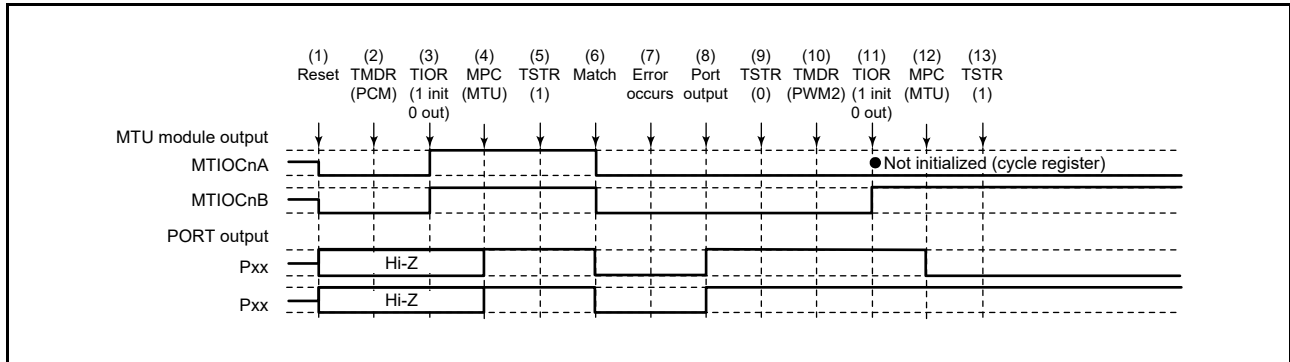 (1) (2) (3) (4) (5) (6) (7) (8) (9) (10) (11) (12) (13)
Reset TMDR TIOR MPC TSTR Match Error Port TSTR TMDR TIOR MPC TSTR
(PCM) (1 init (MTU) (1) occurs output (0) (PWM2) (1 init (MTU) (1)
0 out) 0 out)
MTU module output
MTIOCnA
Not initialized (cycle register)
MTIOCnB
PORT output
Pxx
Hi-Z
Pxx
Hi-Z